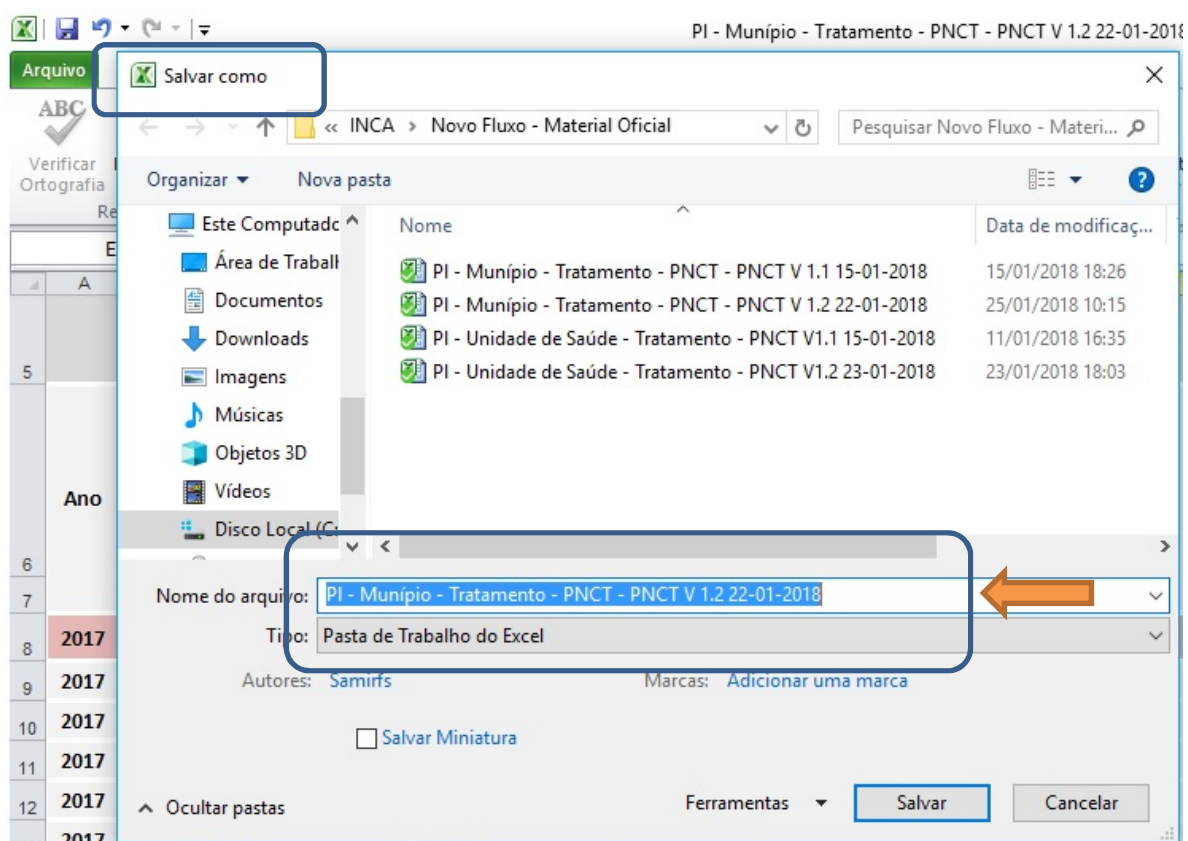 PI - Munípio - Tratamento - PNCT - PNCT V 1.2 22-01-2018
Arquivo
Salvar como
ABC
Verificar
Ortografia
Re
« INCA > Novo Fluxo - Material Oficial
Pesquisar Novo Fluxo - Materi...
Organizar
Nova pasta
Este Computadc
Área de Trabalh
Documentos
Downloads
Imagens
Músicas
Objetos 3D
Vídeos
Disco Local (C:
Nome
Data de modificaç...
PI - Munípio - Tratamento - PNCT - PNCT V 1.1 15-01-2018 15/01/2018 18:26
PI - Munípio - Tratamento - PNCT - PNCT V 1.2 22-01-2018 25/01/2018 10:15
PI - Unidade de Saúde - Tratamento - PNCT V1.1 15-01-2018 11/01/2018 16:35
PI - Unidade de Saúde - Tratamento - PNCT V1.2 23-01-2018 23/01/2018 18:03
E
A
5
Ano
6
7
8 2017
9 2017
10 2017
11 2017
12 2017
2017
Nome do arquivo: PI - Munípio - Tratamento - PNCT - PNCT V 1.2 22-01-2018
Tipo: Pasta de Trabalho do Excel
Autores: Samirfs
Marcas: Adicionar uma marca
Salvar Miniatura
Ocultar pastas
Ferramentas
Salvar
Cancelar